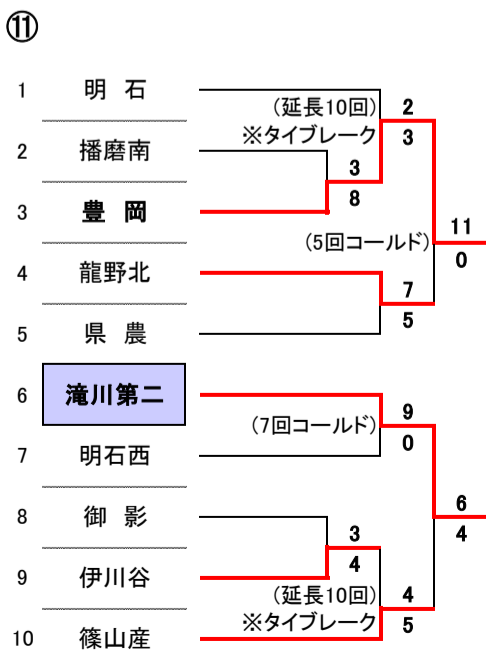 ⑪
1 明 石
(延長10回) 2
※タイブレーク 3
2 播磨南
3
8
3 豊 岡
(5回コールド) 11
0
4 龍野北
7
5
5 県 農
6 滝川第二
9
(7回コールド) 0
7 明石西
6
4
8 御 影
3
4
9 伊川谷
(延長10回) 4
※タイブレーク 5
10 篠山産